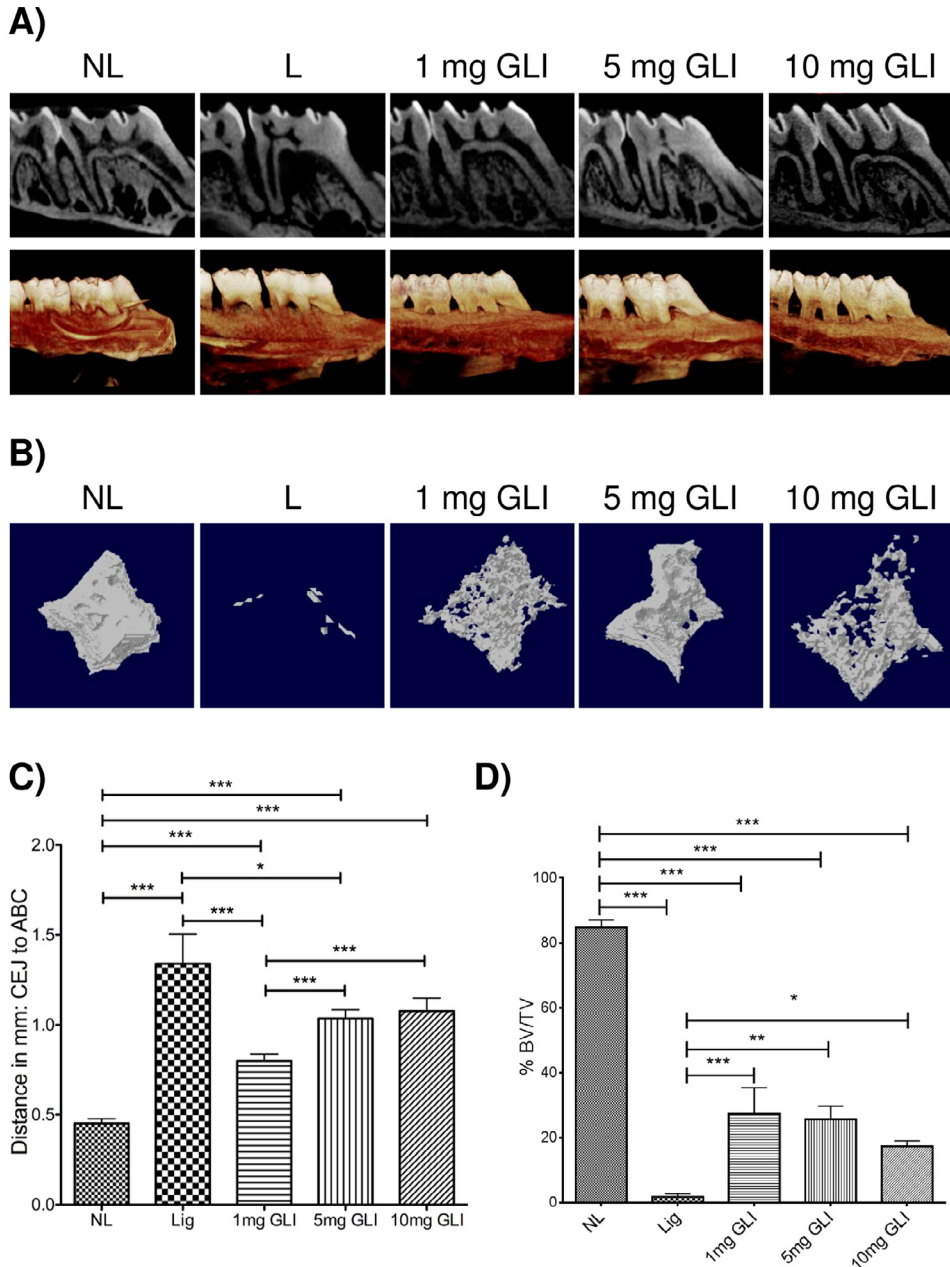 A)
NL L 1 mg GLI 5 mg GLI 10 mg GLI
B)
NL L 1 mg GLI 5 mg GLI 10 mg GLI
C)
***
***
***
*
***
***
***
***
2.0
1.5
1.0
0.5
0.0
Distance in mm: CEJ to ABC
NL Lig 1mg GLI 5mg GLI 10mg GLI
D)
***
***
***
***
*
**
***
100
80
60
40
20
0
% BV/TV
NL Lig 1mg GLI 5mg GLI 10mg GLI